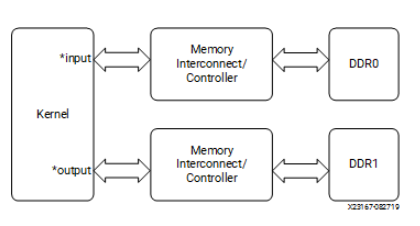 *input
Memory
Interconnect/
Controller
DDR0
Kernel
*output
Memory
Interconnect/
Controller
DDR1
X23167-082719